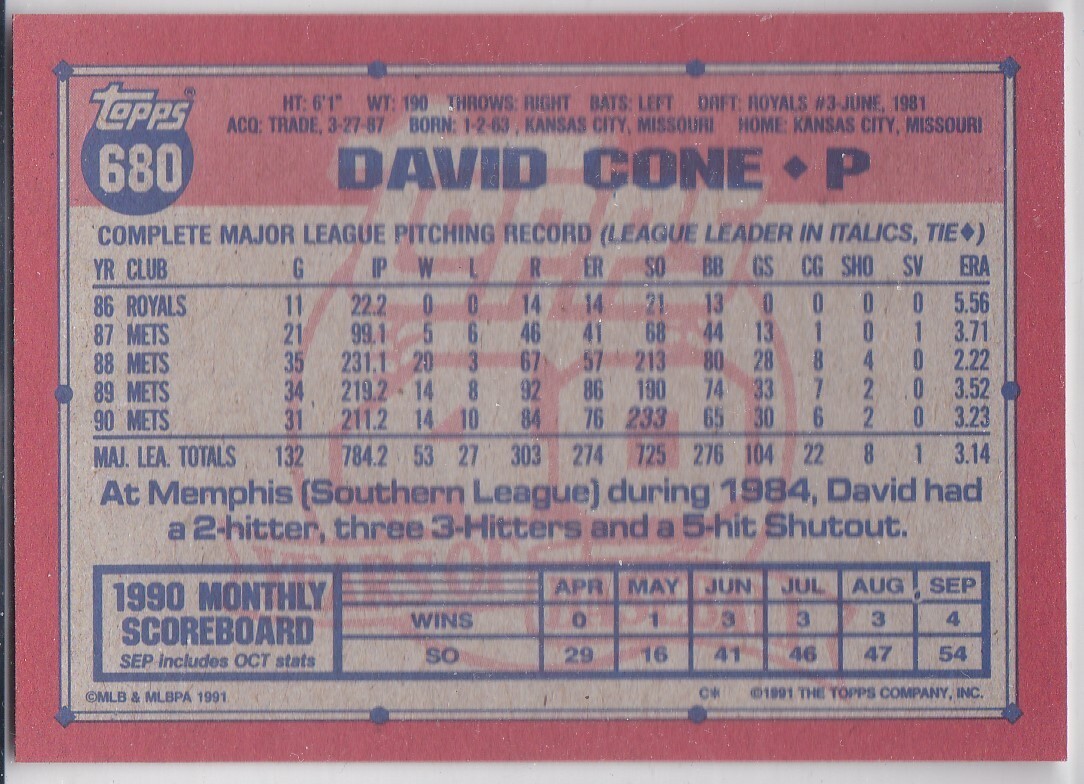 topps®
680
HT: 6'1" WT: 190 THROWS: RIGHT BATS: LEFT DRFT: ROYALS #3-JUNE, 1981
ACQ: TRADE, 3-27-87 BORN: 1-2-63, KANSAS CITY, MISSOURI HOME: KANSAS CITY, MISSOURI
DAVID CONE ◆ P
COMPLETE MAJOR LEAGUE PITCHING RECORD (LEAGUE LEADER IN ITALICS, TIE◆)
YR CLUB G IP W L R ER SO BB GS CG SHO SV ERA
86 ROYALS 11 22.2 0 0 14 14 21 13 0 0 0 0 5.56
87 METS 21 99.1 5 6 46 41 68 44 13 1 0 1 3.71
88 METS 35 231.1 20 3 67 57 213 80 28 8 4 0 2.22
89 METS 34 219.2 14 8 92 86 190 74 33 7 2 0 3.52
90 METS 31 211.2 14 10 84 76 233 65 30 6 2 0 3.23
MAJ. LEA. TOTALS 132 784.2 53 27 303 274 725 276 104 22 8 1 3.14
At Memphis (Southern League) during 1984, David had
a 2-hitter, three 3-Hitters and a 5-hit Shutout.
1990 MONTHLY
SCOREBOARD
SEP includes OCT stats
APR MAY JUN JUL AUG SEP
WINS 0 1 3 3 3 4
SO 29 16 41 46 47 54
©MLB & MLBPA 1991
C* ©1991 THE TOPPS COMPANY, INC.
topps
40
YEARS OF